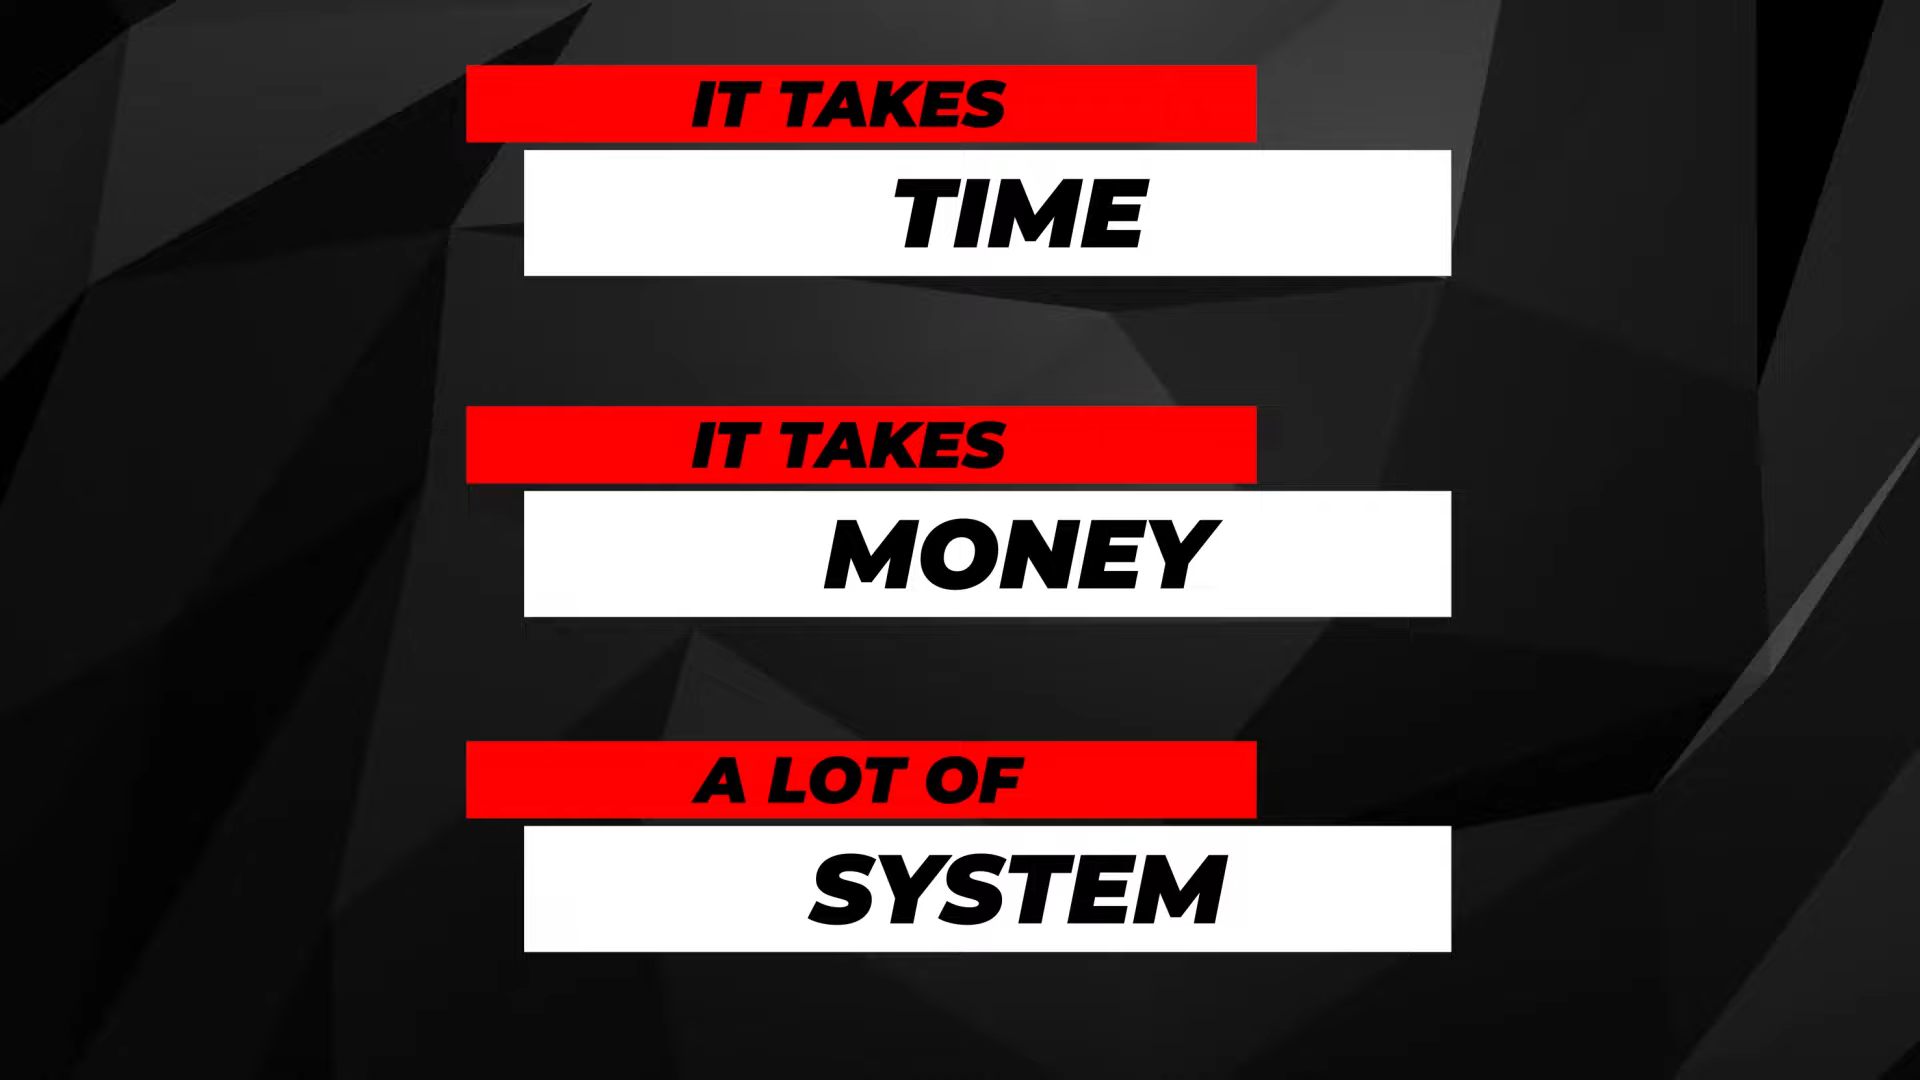 IT TAKES
TIME
IT TAKES
MONEY
A LOT OF
SYSTEM